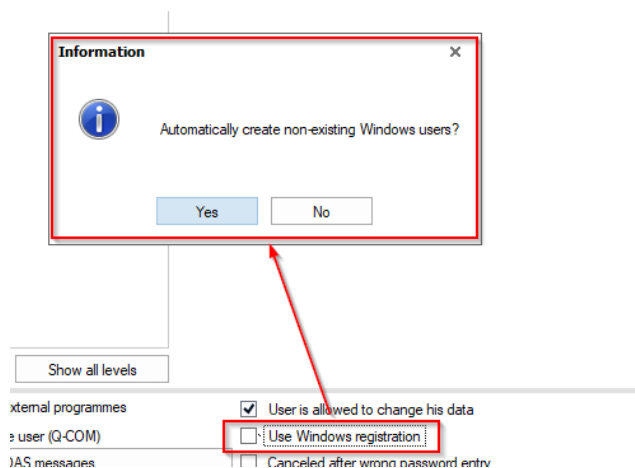 Information
Automatically create non-existing Windows users?
Yes
No
Show all levels
xternal programmes
User is allowed to change his data
e user (Q-COM)
Use Windows registration
DAS messages
Canceled after wrong password entry